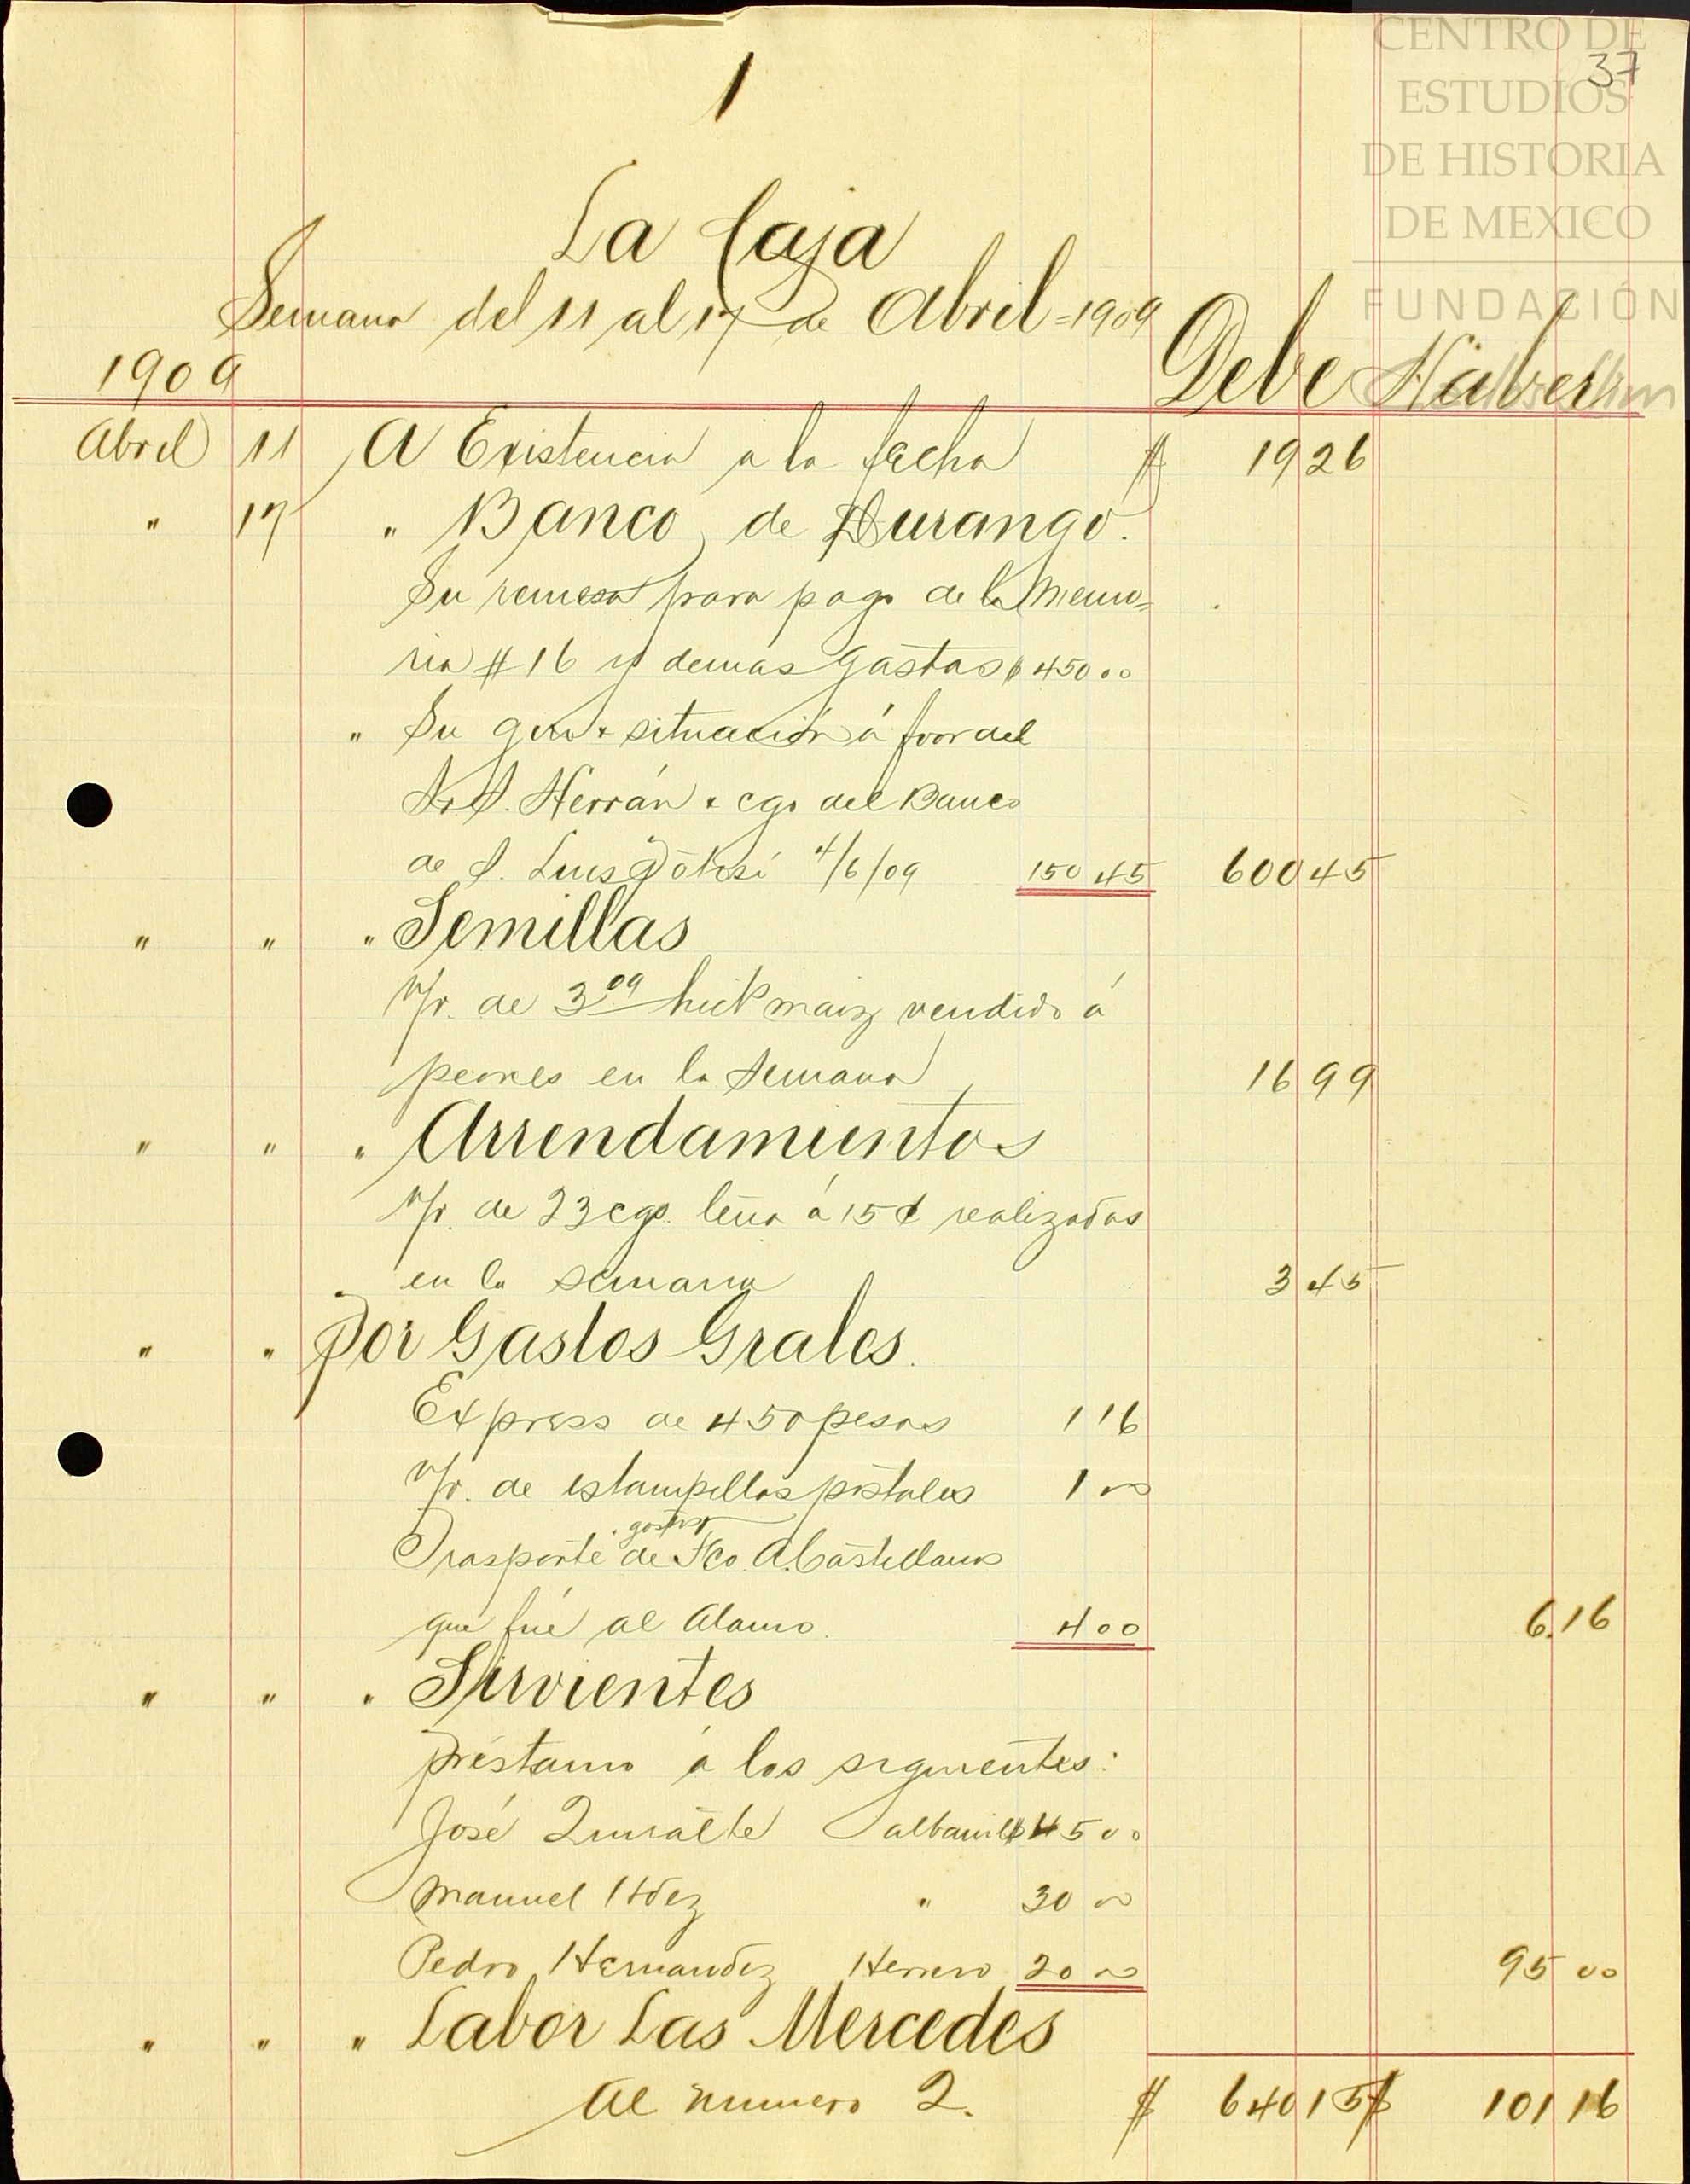 CENTRO DE
ESTUDIOS
DE HISTORIA
DE MEXICO
FUNDACIÓN
37
1
La Caja
Semana del 11 al 17 de Abril = 1909
1909 Debe Haber
Abril 11 A Existencia a la fecha $ 19 26
" 17 " Banco de Durango.
Su remesa para pago de la Memo=
ria # 16 y demas Gastos $ 450 00
" Su giro + situación á fvor del
Sr. S. Herrán + cgo del Banco
de S. Luis Potosí 4/6/09 150 45 600 45
" " " Semillas
v/r. de 3 09 hect maiz vendido á
peones en la semana 16 99
" " " Arrendamientos
v/r. de 23 cgs. leña á 15 ¢ realizadas
en la semana 3 45
" " Por Gastos Grales.
Express de 450 pesos 1 16
v/r. de estampillas postales 1 00
gastos
Trasporte de Fco. A. Castellanos
que fué al Alamo. 4 00 6.16
" " " Sirvientes
préstamo á los siguientes:
José albañil $ 45 00
Manuel Hdez " 30 00
Pedro Hernandez Herrero 20 00 95 00
" " " Labor Las Mercedes
Al numero 2. $ 640 15 $ 101 16